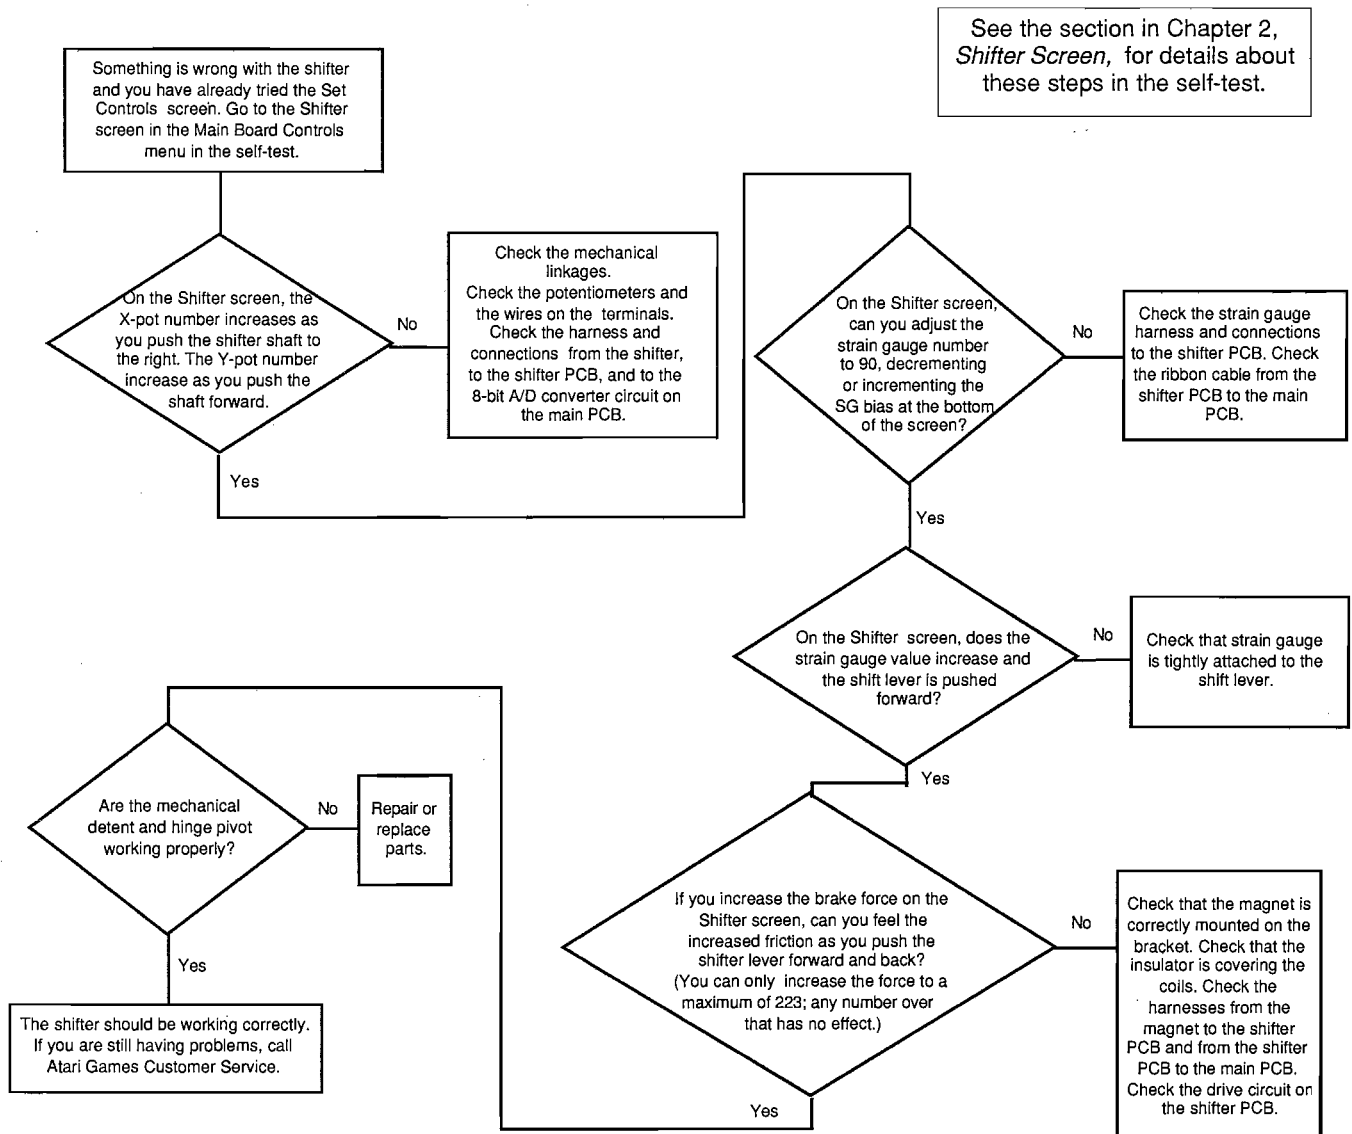 See the section in Chapter 2,
Shifter Screen, for details about
these steps in the self-test.
Something is wrong with the shifter
and you have already tried the Set
Controls screen. Go to the Shifter
screen in the Main Board Controls
menu in the self-test.
On the Shifter screen, the
X-pot number increases as
you push the shifter shaft to
the right. The Y-pot number
increase as you push the
shaft forward.
No
Check the mechanical
linkages.
Check the potentiometers and
the wires on the terminals.
Check the harness and
connections from the shifter,
to the shifter PCB, and to the
8-bit A/D converter circuit on
the main PCB.
Yes
On the Shifter screen,
can you adjust the
strain gauge number
to 90, decrementing
or incrementing the
SG bias at the bottom
of the screen?
No
Check the strain gauge
harness and connections
to the shifter PCB. Check
the ribbon cable from the
shifter PCB to the main
PCB.
Yes
On the Shifter screen, does the
strain gauge value increase and
the shift lever is pushed
forward?
No
Check that strain gauge
is tightly attached to the
shift lever.
Yes
If you increase the brake force on the
Shifter screen, can you feel the
increased friction as you push the
shifter lever forward and back?
(You can only increase the force to a
maximum of 223; any number over
that has no effect.)
No
Check that the magnet is
correctly mounted on the
bracket. Check that the
insulator is covering the
coils. Check the
harnesses from the
magnet to the shifter
PCB and from the shifter
PCB to the main PCB.
Check the drive circuit on
the shifter PCB.
Yes
Are the mechanical
detent and hinge pivot
working properly?
No
Repair or
replace
parts.
Yes
The shifter should be working correctly.
If you are still having problems, call
Atari Games Customer Service.